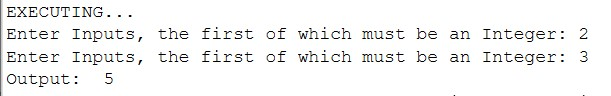 EXECUTING...
Enter Inputs, the first of which must be an Integer: 2
Enter Inputs, the first of which must be an Integer: 3
Output:  5